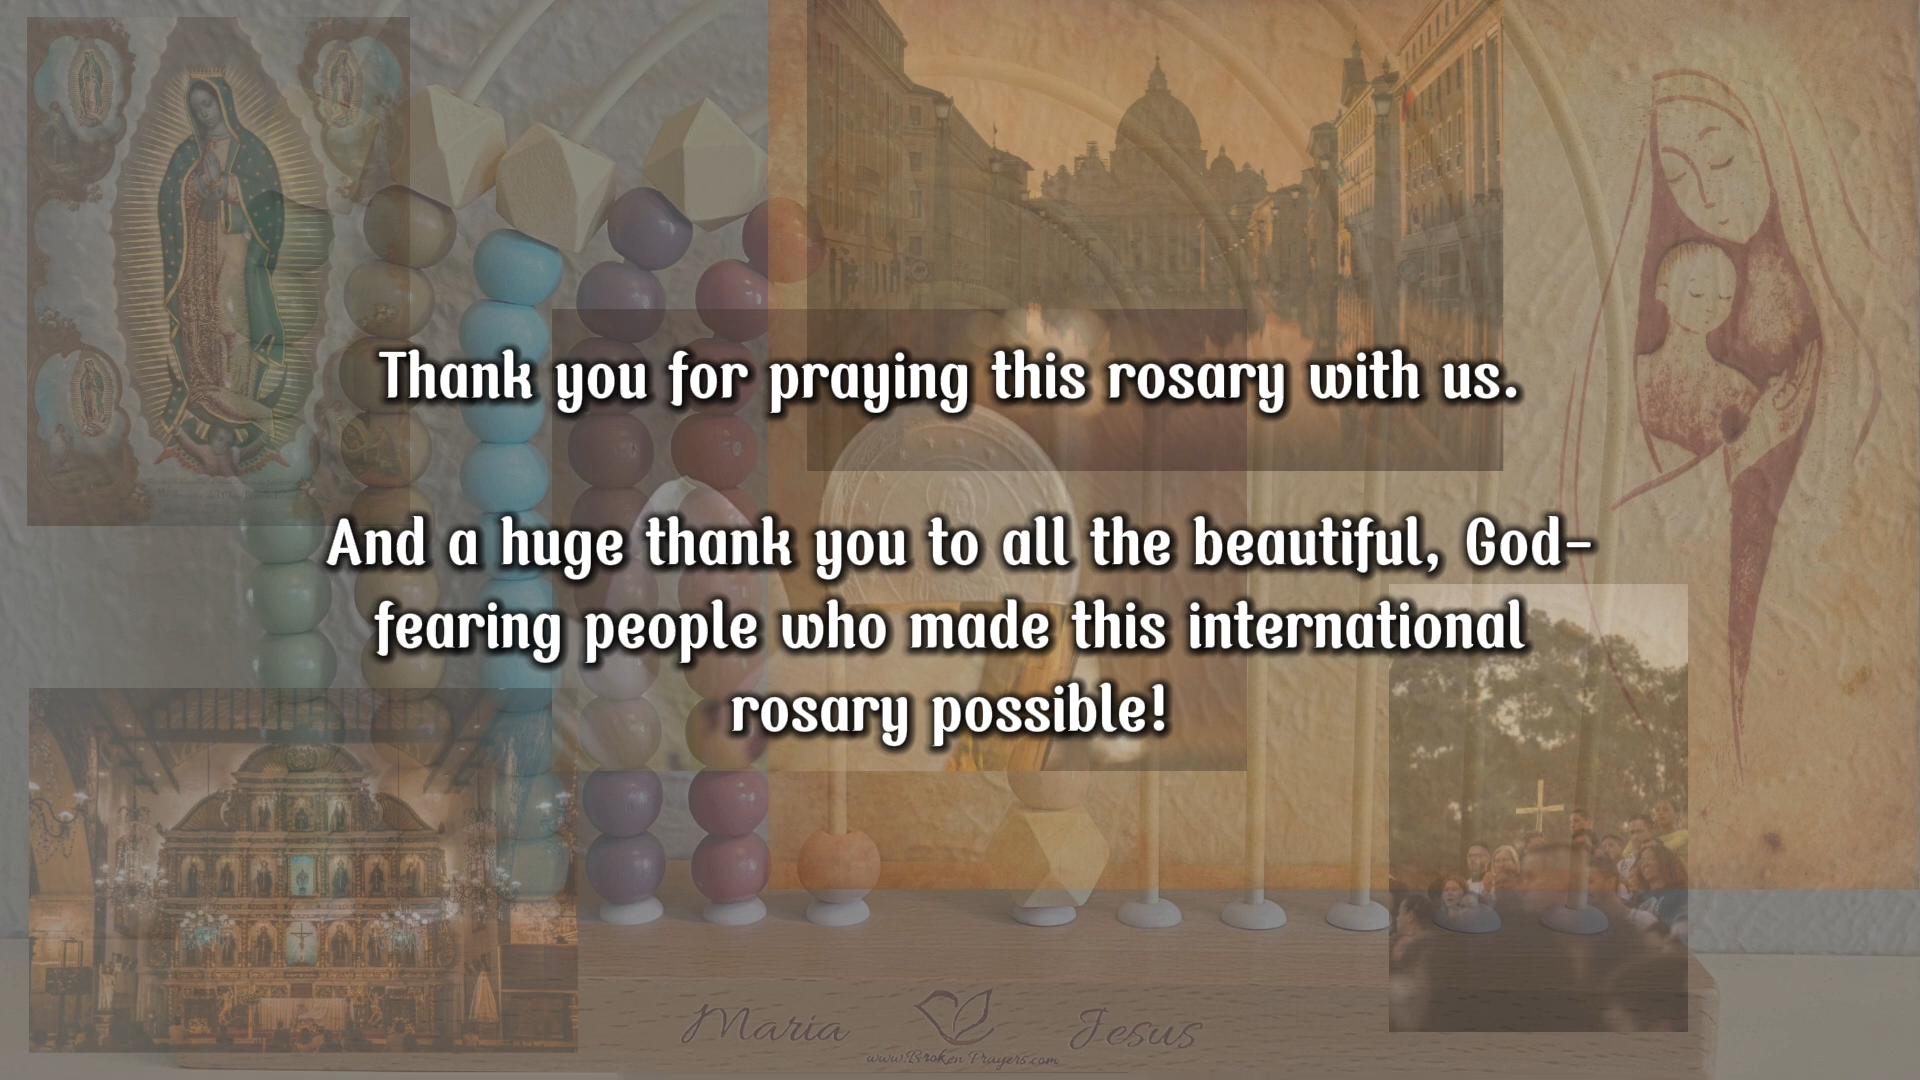 Thank you for praying this rosary with us.
And a huge thank you to all the beautiful, God-
fearing people who made this international
rosary possible!
Maria Jesus
www.BrokenPrayers.com